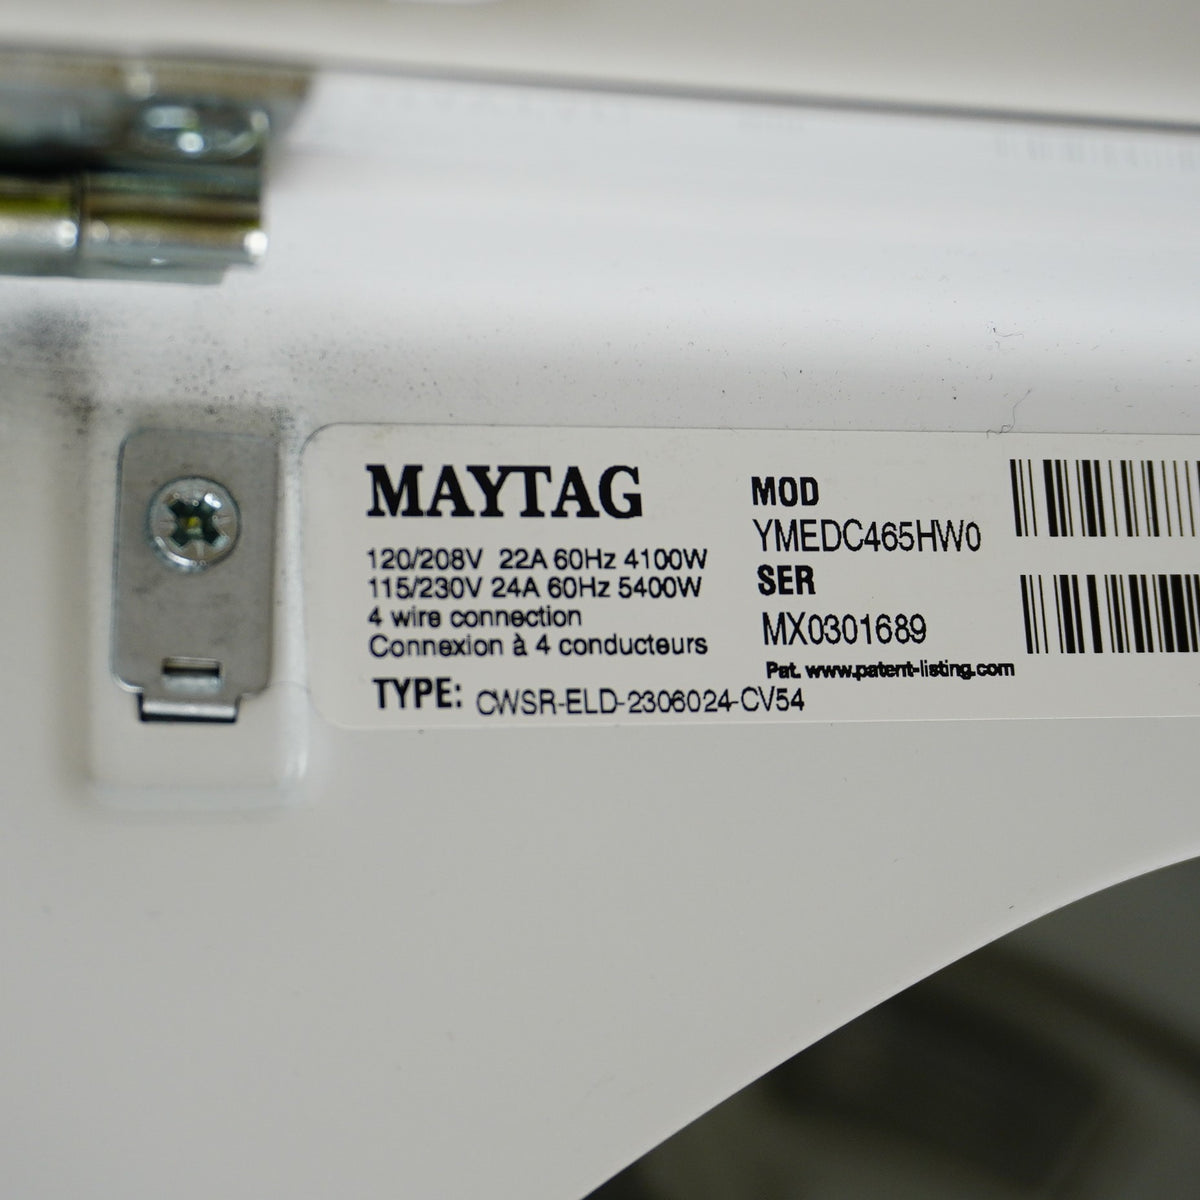 MAYTAG
120/208V 22A 60Hz 4100W
115/230V 24A 60Hz 5400W
4 wire connection
Connexion à 4 conducteurs
TYPE: CWSR-ELD-2306024-CV54
MOD
YMEDC465HW0
SER
MX0301689
Pat. www.patent-listing.com